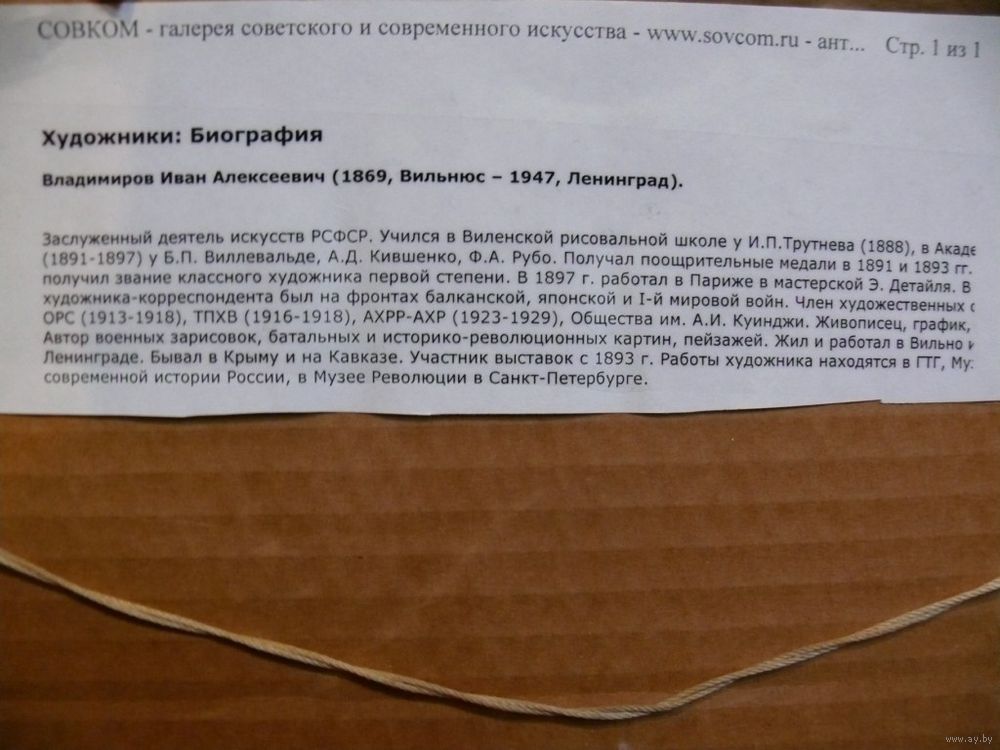 СОВКОМ - галерея советского и современного искусства - www.sovcom.ru - ант... Стр. 1 из 1
Художники: Биография
Владимиров Иван Алексеевич (1869, Вильнюс – 1947, Ленинград).
Заслуженный деятель искусств РСФСР. Учился в Виленской рисовальной школе у И.П.Трутнева (1888), в Акаде
(1891-1897) у Б.П. Виллевальде, А.Д. Кившенко, Ф.А. Рубо. Получал поощрительные медали в 1891 и 1893 гг.
получил звание классного художника первой степени. В 1897 г. работал в Париже в мастерской Э. Детайля. В
художника-корреспондента был на фронтах балканской, японской и I-й мировой войн. Член художественных
ОРС (1913-1918), ТПХВ (1916-1918), АХРР-АХР (1923-1929), Общества им. А.И. Куинджи. Живописец, график,
Автор военных зарисовок, батальных и историко-революционных картин, пейзажей. Жил и работал в Вильно и
Ленинграде. Бывал в Крыму и на Кавказе. Участник выставок с 1893 г. Работы художника находятся в ГТГ, Муз
современной истории России, в Музее Революции в Санкт-Петербурге.
www.ay.by